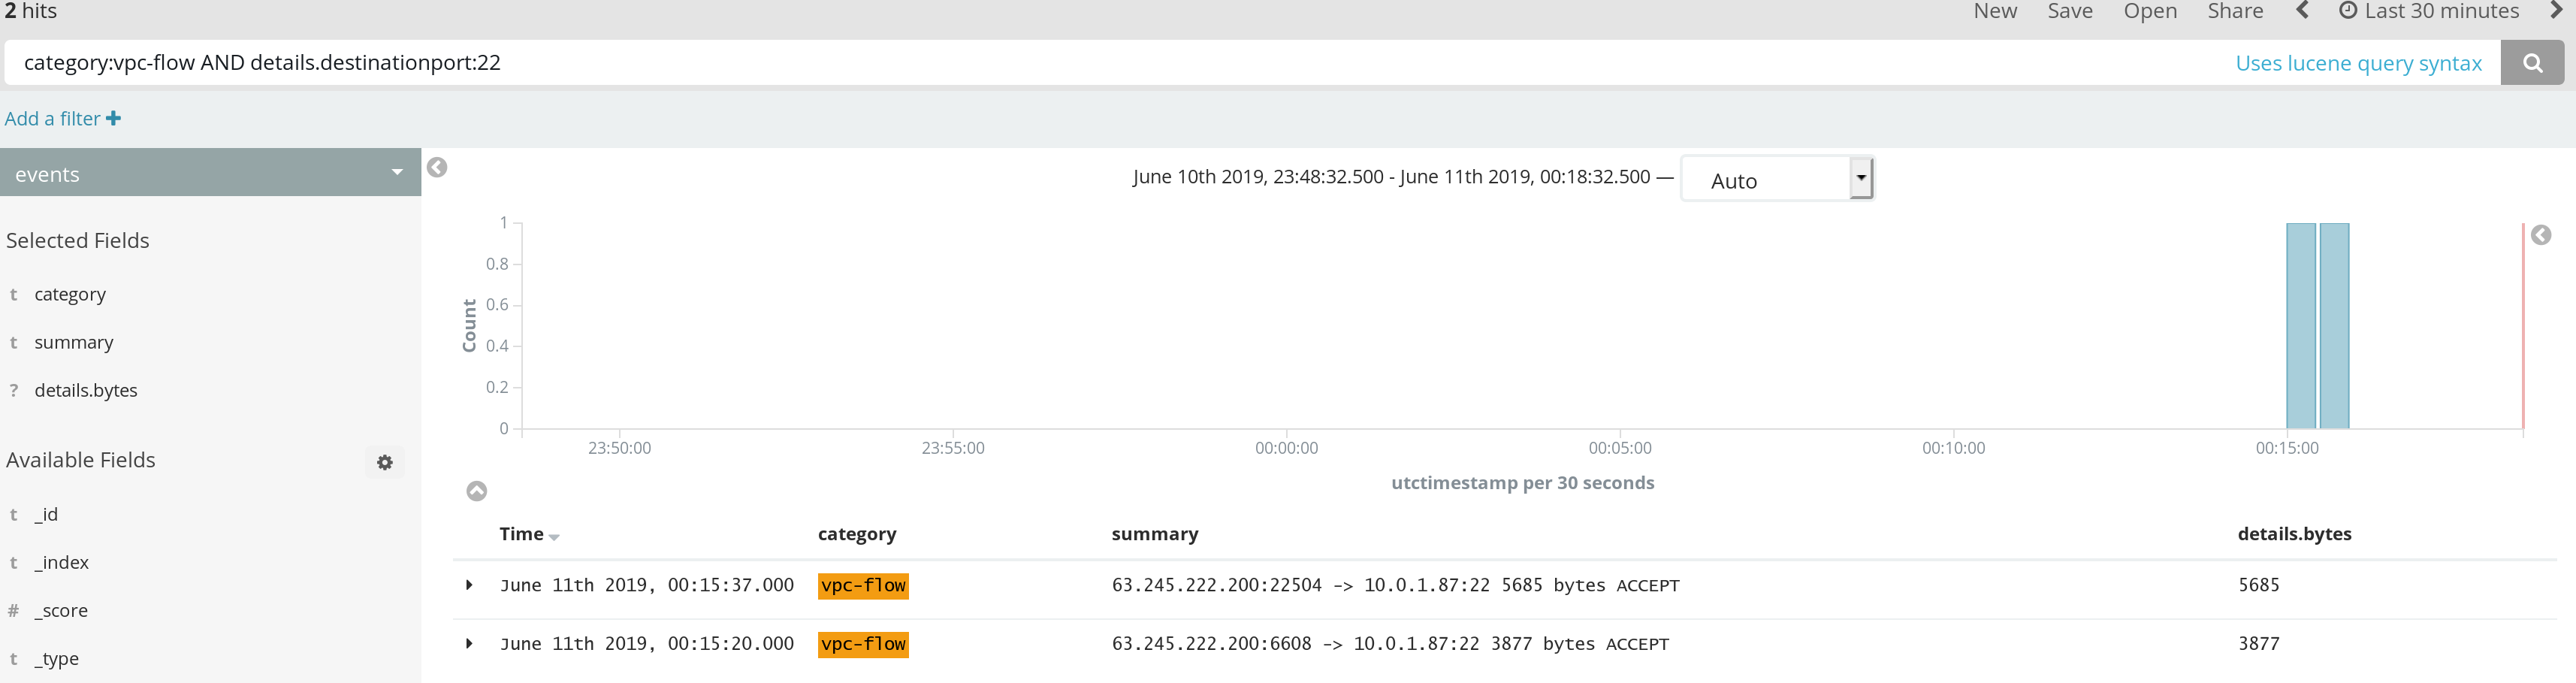 2 hits
New Save Open Share Last 30 minutes
category:vpc-flow AND details.destinationport:22
Uses lucene query syntax
Add a filter
events
June 10th 2019, 23:48:32.500 - June 11th 2019, 00:18:32.500 — Auto
Selected Fields
t category
t summary
? details.bytes
Available Fields
t _id
t _index
# _score
t _type
Count
1
0.8
0.6
0.4
0.2
0
23:50:00 23:55:00 00:00:00 00:05:00 00:10:00 00:15:00
utctimestamp per 30 seconds
Time category summary details.bytes
June 11th 2019, 00:15:37.000 vpc-flow 63.245.222.200:22504 -> 10.0.1.87:22 5685 bytes ACCEPT 5685
June 11th 2019, 00:15:20.000 vpc-flow 63.245.222.200:6608 -> 10.0.1.87:22 3877 bytes ACCEPT 3877